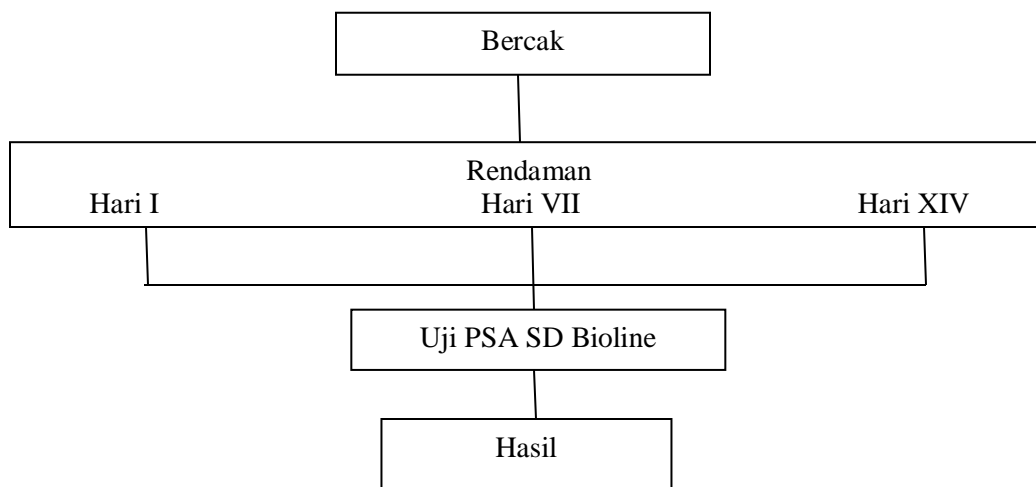 Bercak
Rendaman
Hari I Hari VII Hari XIV
Uji PSA SD Bioline
Hasil